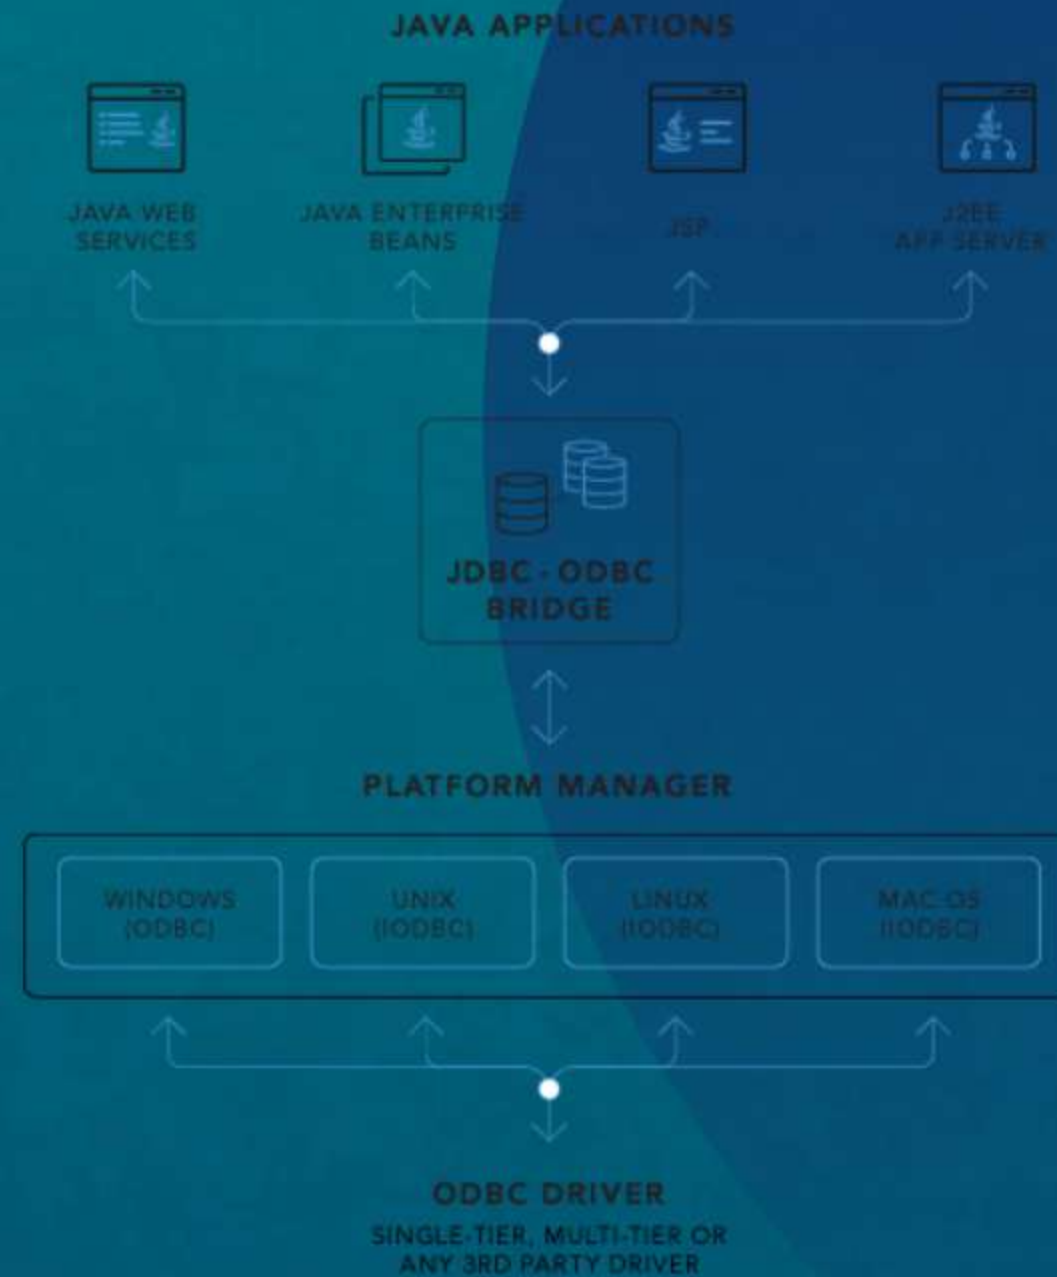 JAVA APPLICATIONS
JAVA WEB
SERVICES
JAVA ENTERPRISE
BEANS
JSP
J2EE
APP SERVER
JDBC - ODBC
BRIDGE
PLATFORM MANAGER
WINDOWS
(ODBC)
UNIX
(IODBC)
LINUX
(IODBC)
MAC OS
(IODBC)
ODBC DRIVER
SINGLE-TIER, MULTI-TIER OR
ANY 3RD PARTY DRIVER